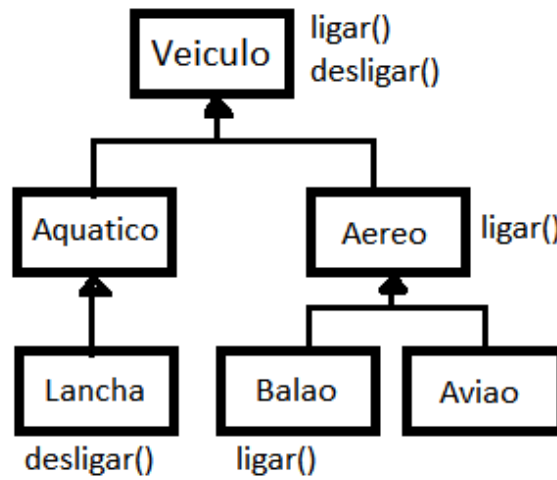 Veiculo
ligar()
desligar()
Aquatico
Aereo
ligar()
Lancha
Balao
Aviao
desligar()
ligar()